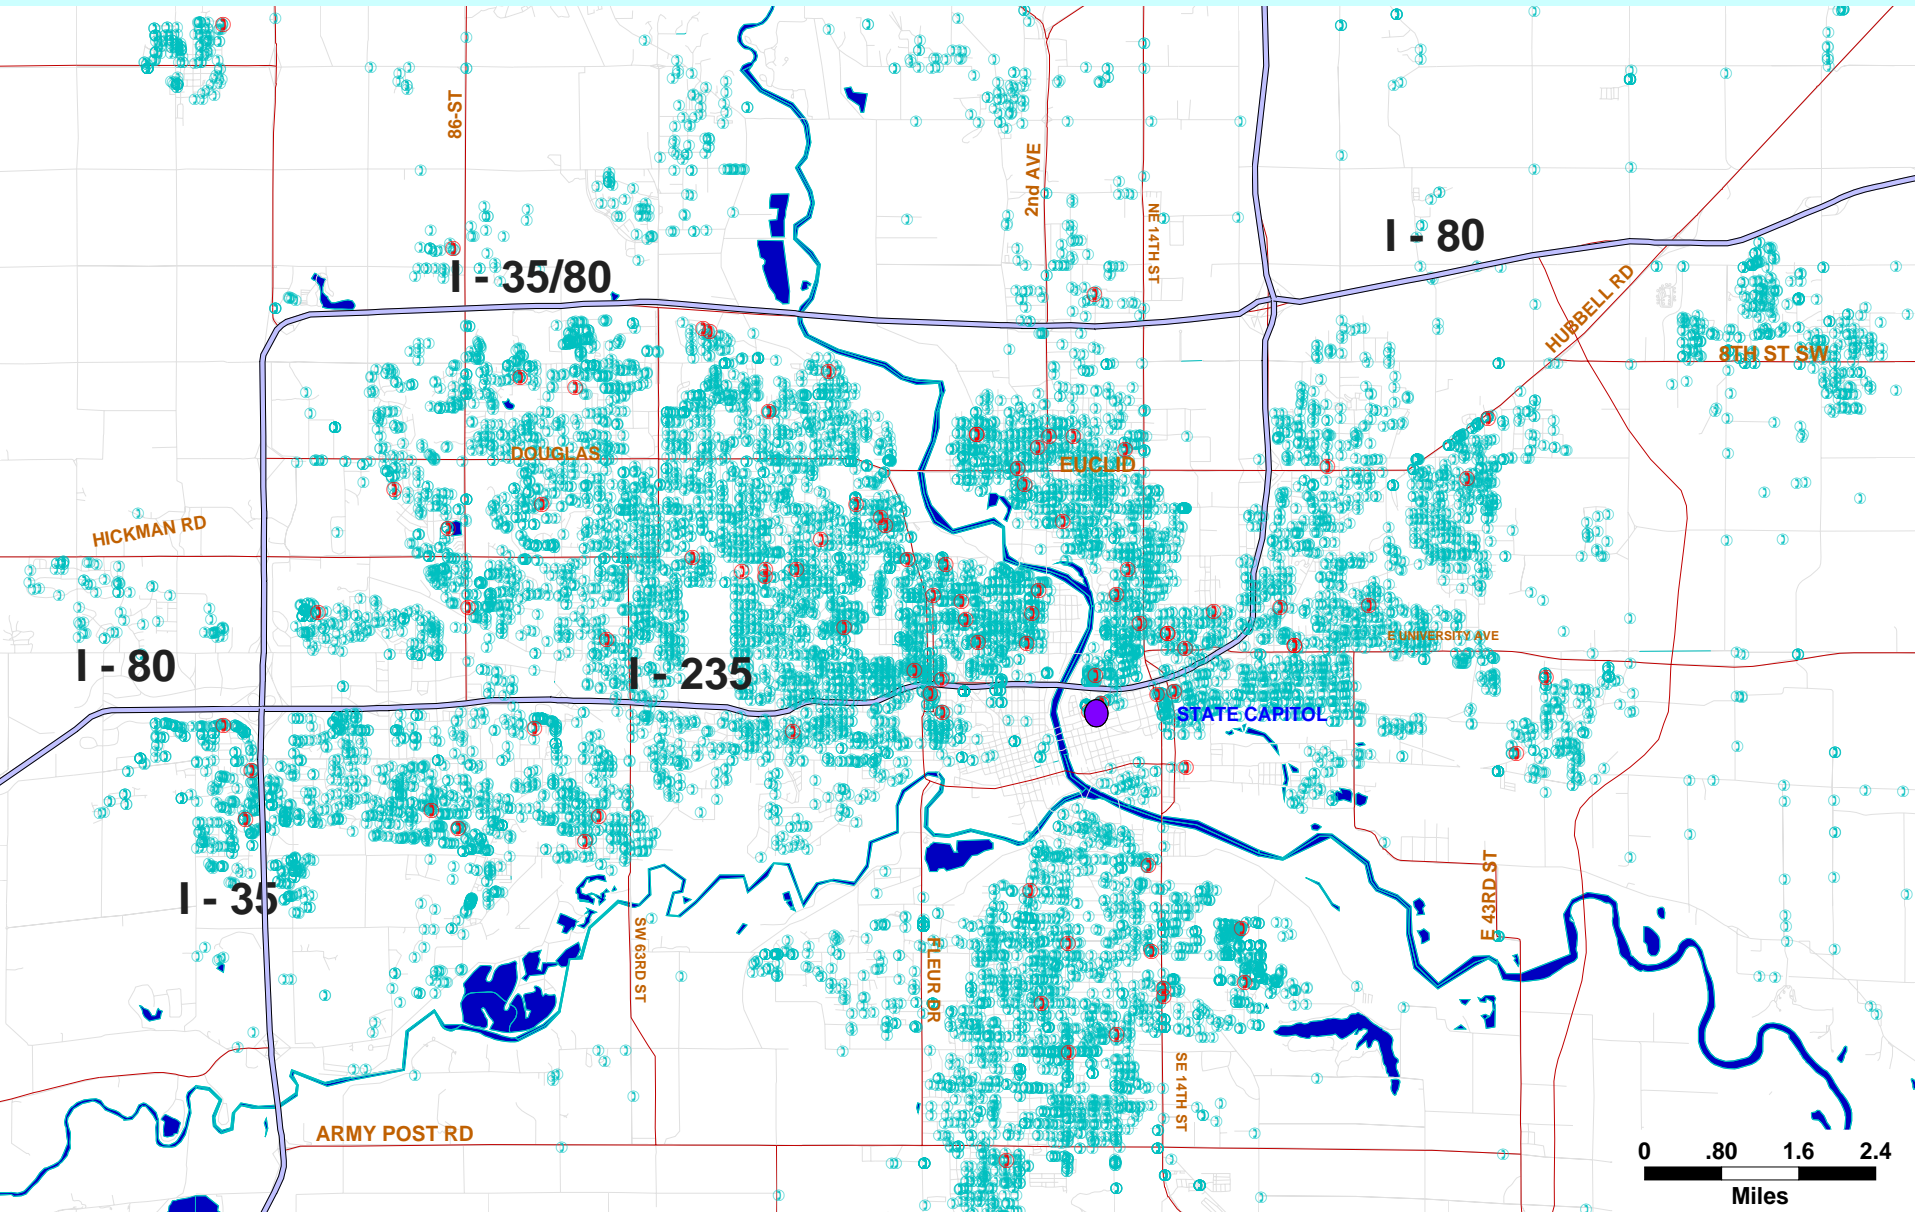 86-ST
2nd AVE
NE 14TH ST
I - 80
I - 35/80
HUBBELL RD
8TH ST SW
DOUGLAS
EUCLID
HICKMAN RD
E UNIVERSITY AVE
I - 80
I - 235
STATE CAPITOL
I - 35
E 43RD ST
SW 63RD ST
FLEUR DR
SE 14TH ST
ARMY POST RD
0 .80 1.6 2.4
Miles